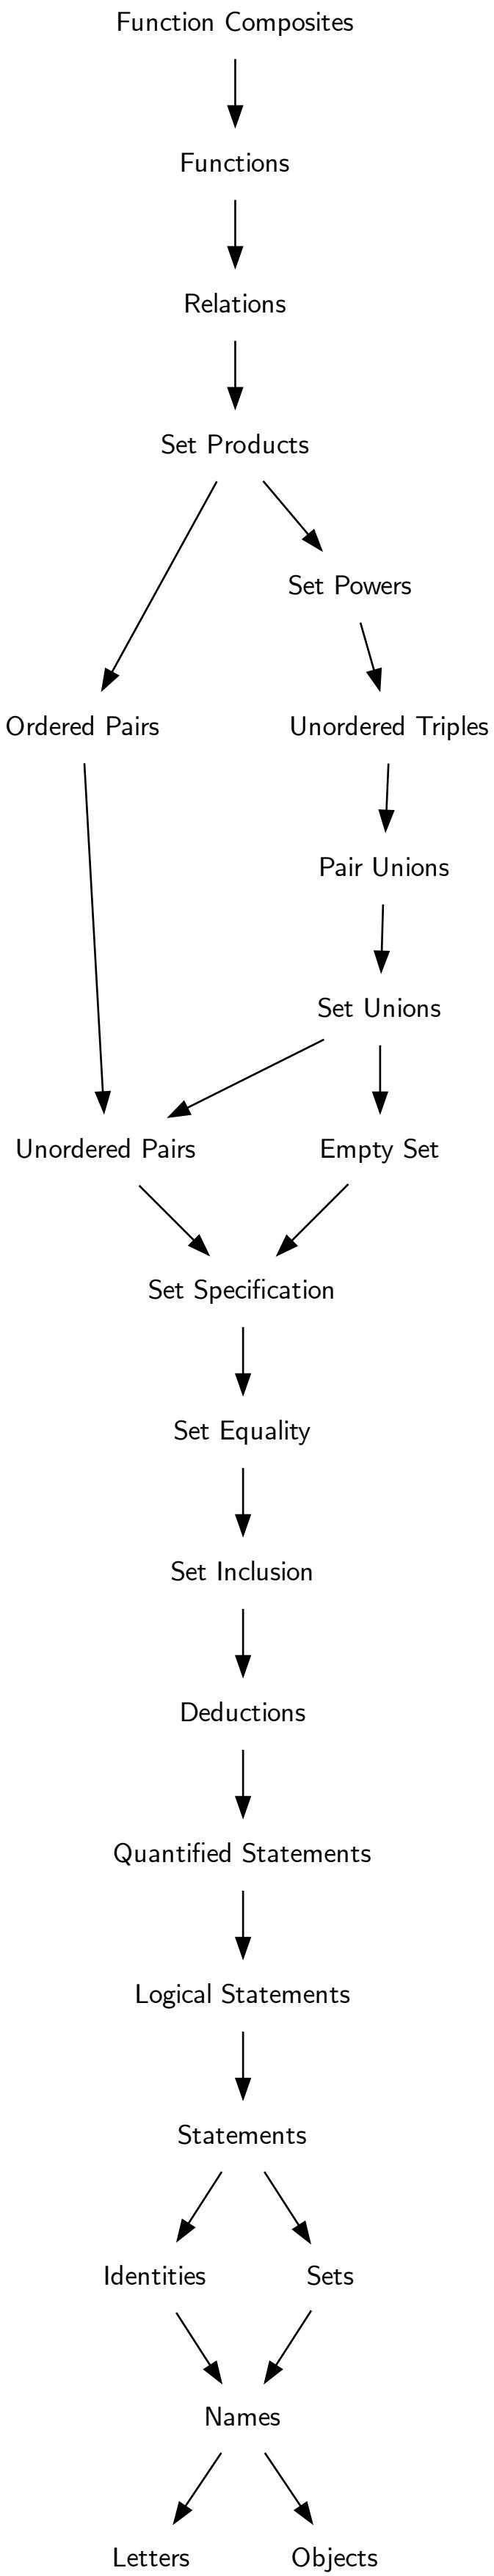 Function Composites
Functions
Relations
Set Products
Set Powers
Ordered Pairs
Unordered Triples
Pair Unions
Set Unions
Unordered Pairs
Empty Set
Set Specification
Set Equality
Set Inclusion
Deductions
Quantified Statements
Logical Statements
Statements
Identities
Sets
Names
Letters
Objects